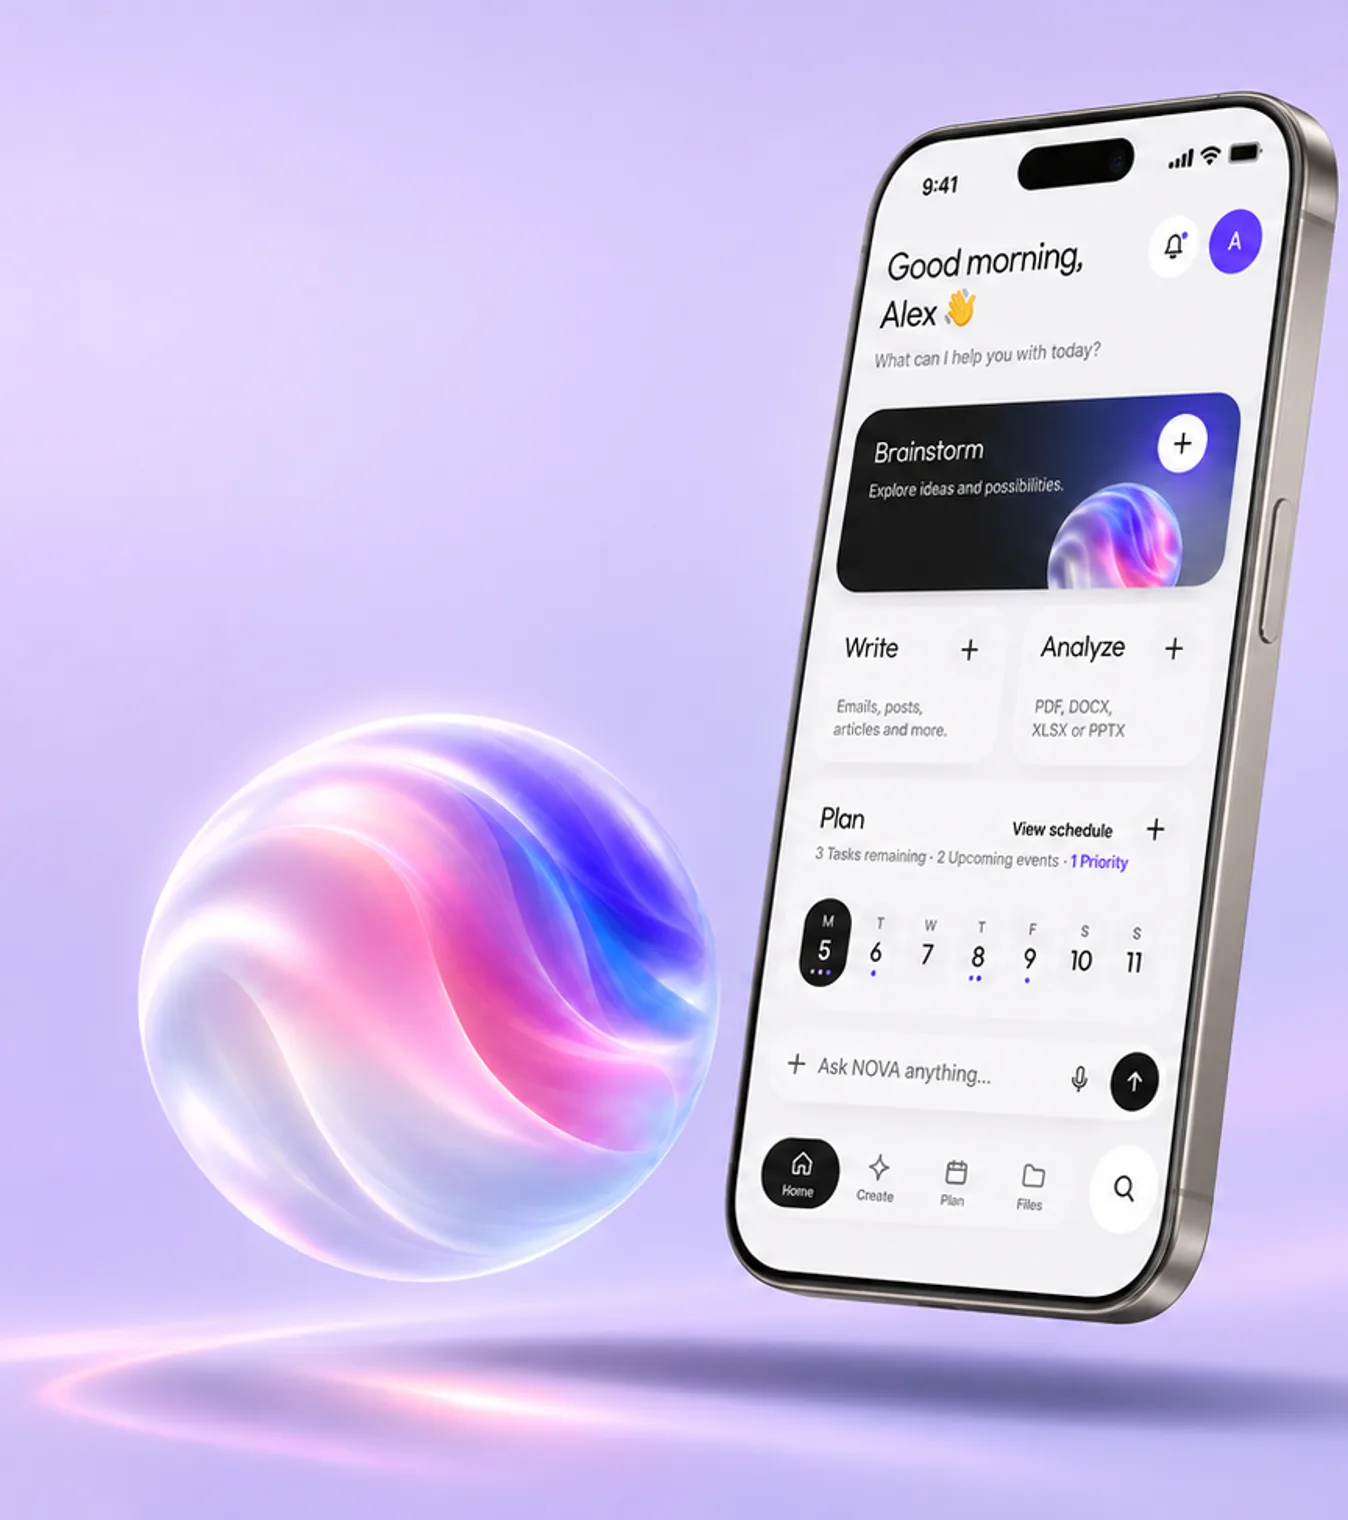 9:41
A
Good morning,
Alex 👋
What can I help you with today?
Brainstorm
Explore ideas and possibilities.
Write
Emails, posts,
articles and more.
Analyze
PDF, DOCX,
XLSX or PPTX
Plan
View schedule
3 Tasks remaining · 2 Upcoming events · 1 Priority
M T W T F S S
5 6 7 8 9 10 11
Ask NOVA anything...
Home Create Plan Files